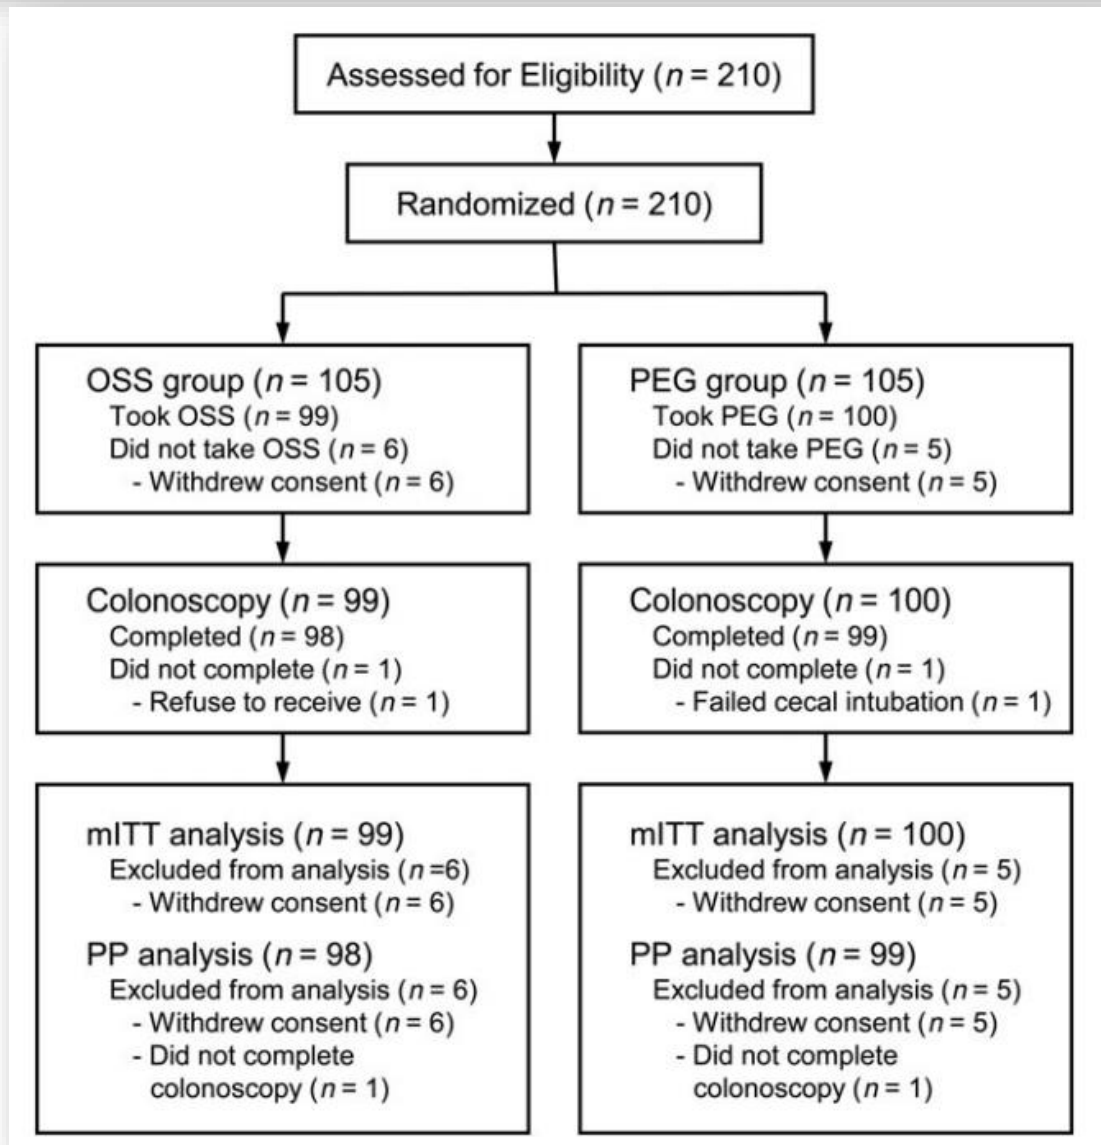 Assessed for Eligibility (n = 210)
Randomized (n = 210)
OSS group (n = 105)
Took OSS (n = 99)
Did not take OSS (n = 6)
- Withdrew consent (n = 6)
PEG group (n = 105)
Took PEG (n = 100)
Did not take PEG (n = 5)
- Withdrew consent (n = 5)
Colonoscopy (n = 99)
Completed (n = 98)
Did not complete (n = 1)
- Refuse to receive (n = 1)
Colonoscopy (n = 100)
Completed (n = 99)
Did not complete (n = 1)
- Failed cecal intubation (n = 1)
mITT analysis (n = 99)
Excluded from analysis (n =6)
- Withdrew consent (n = 6)
PP analysis (n = 98)
Excluded from analysis (n = 6)
- Withdrew consent (n = 6)
- Did not complete
colonoscopy (n = 1)
mITT analysis (n = 100)
Excluded from analysis (n = 5)
- Withdrew consent (n = 5)
PP analysis (n = 99)
Excluded from analysis (n = 5)
- Withdrew consent (n = 5)
- Did not complete
colonoscopy (n = 1)